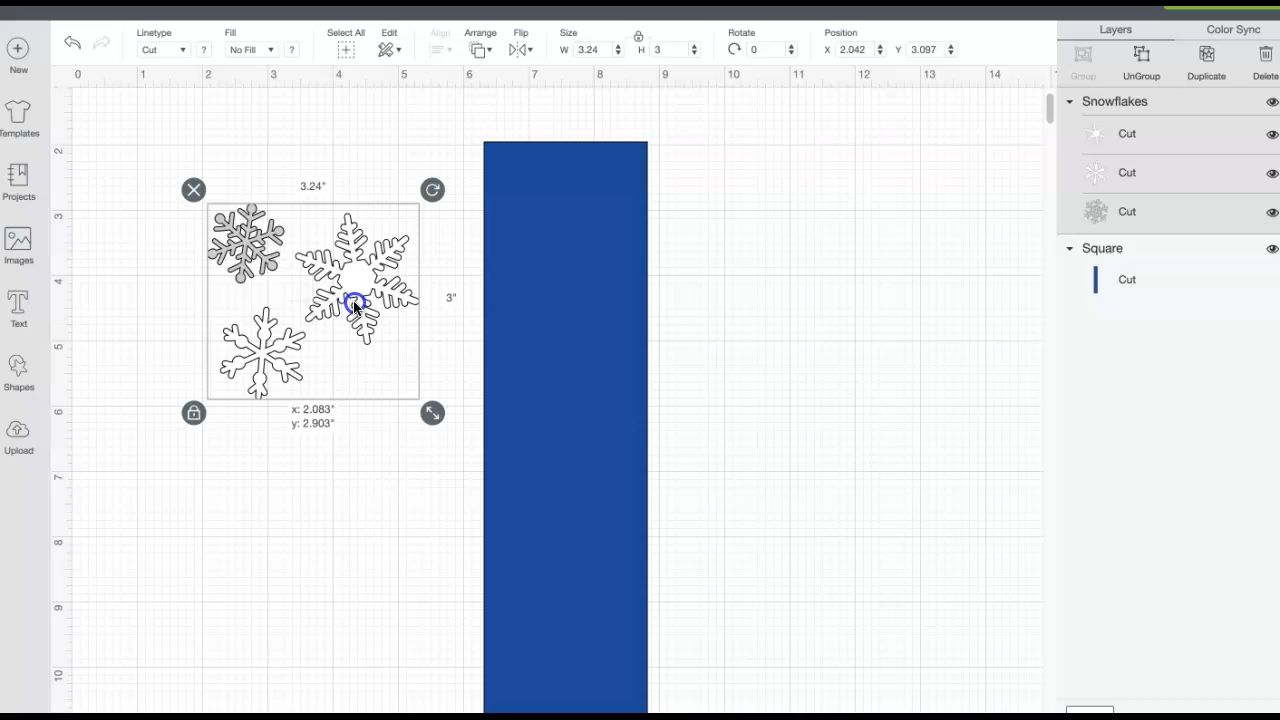 Linetype
Fill
Select All
Edit
Align
Arrange
Flip
Size
Rotate
Position
Cut
?
No Fill
?
W 3.24
H 3
0
X 2.042
Y 3.097
0 1 2 3 4 5 6 7 8 9 10 11 12 13 14
2
3
4
5
6
7
8
9
10
New
Templates
Projects
Images
Text
Shapes
Upload
3.24"
3"
x: 2.083"
y: 2.903"
Layers
Color Sync
Group
UnGroup
Duplicate
Delete
Snowflakes
Cut
Cut
Cut
Square
Cut